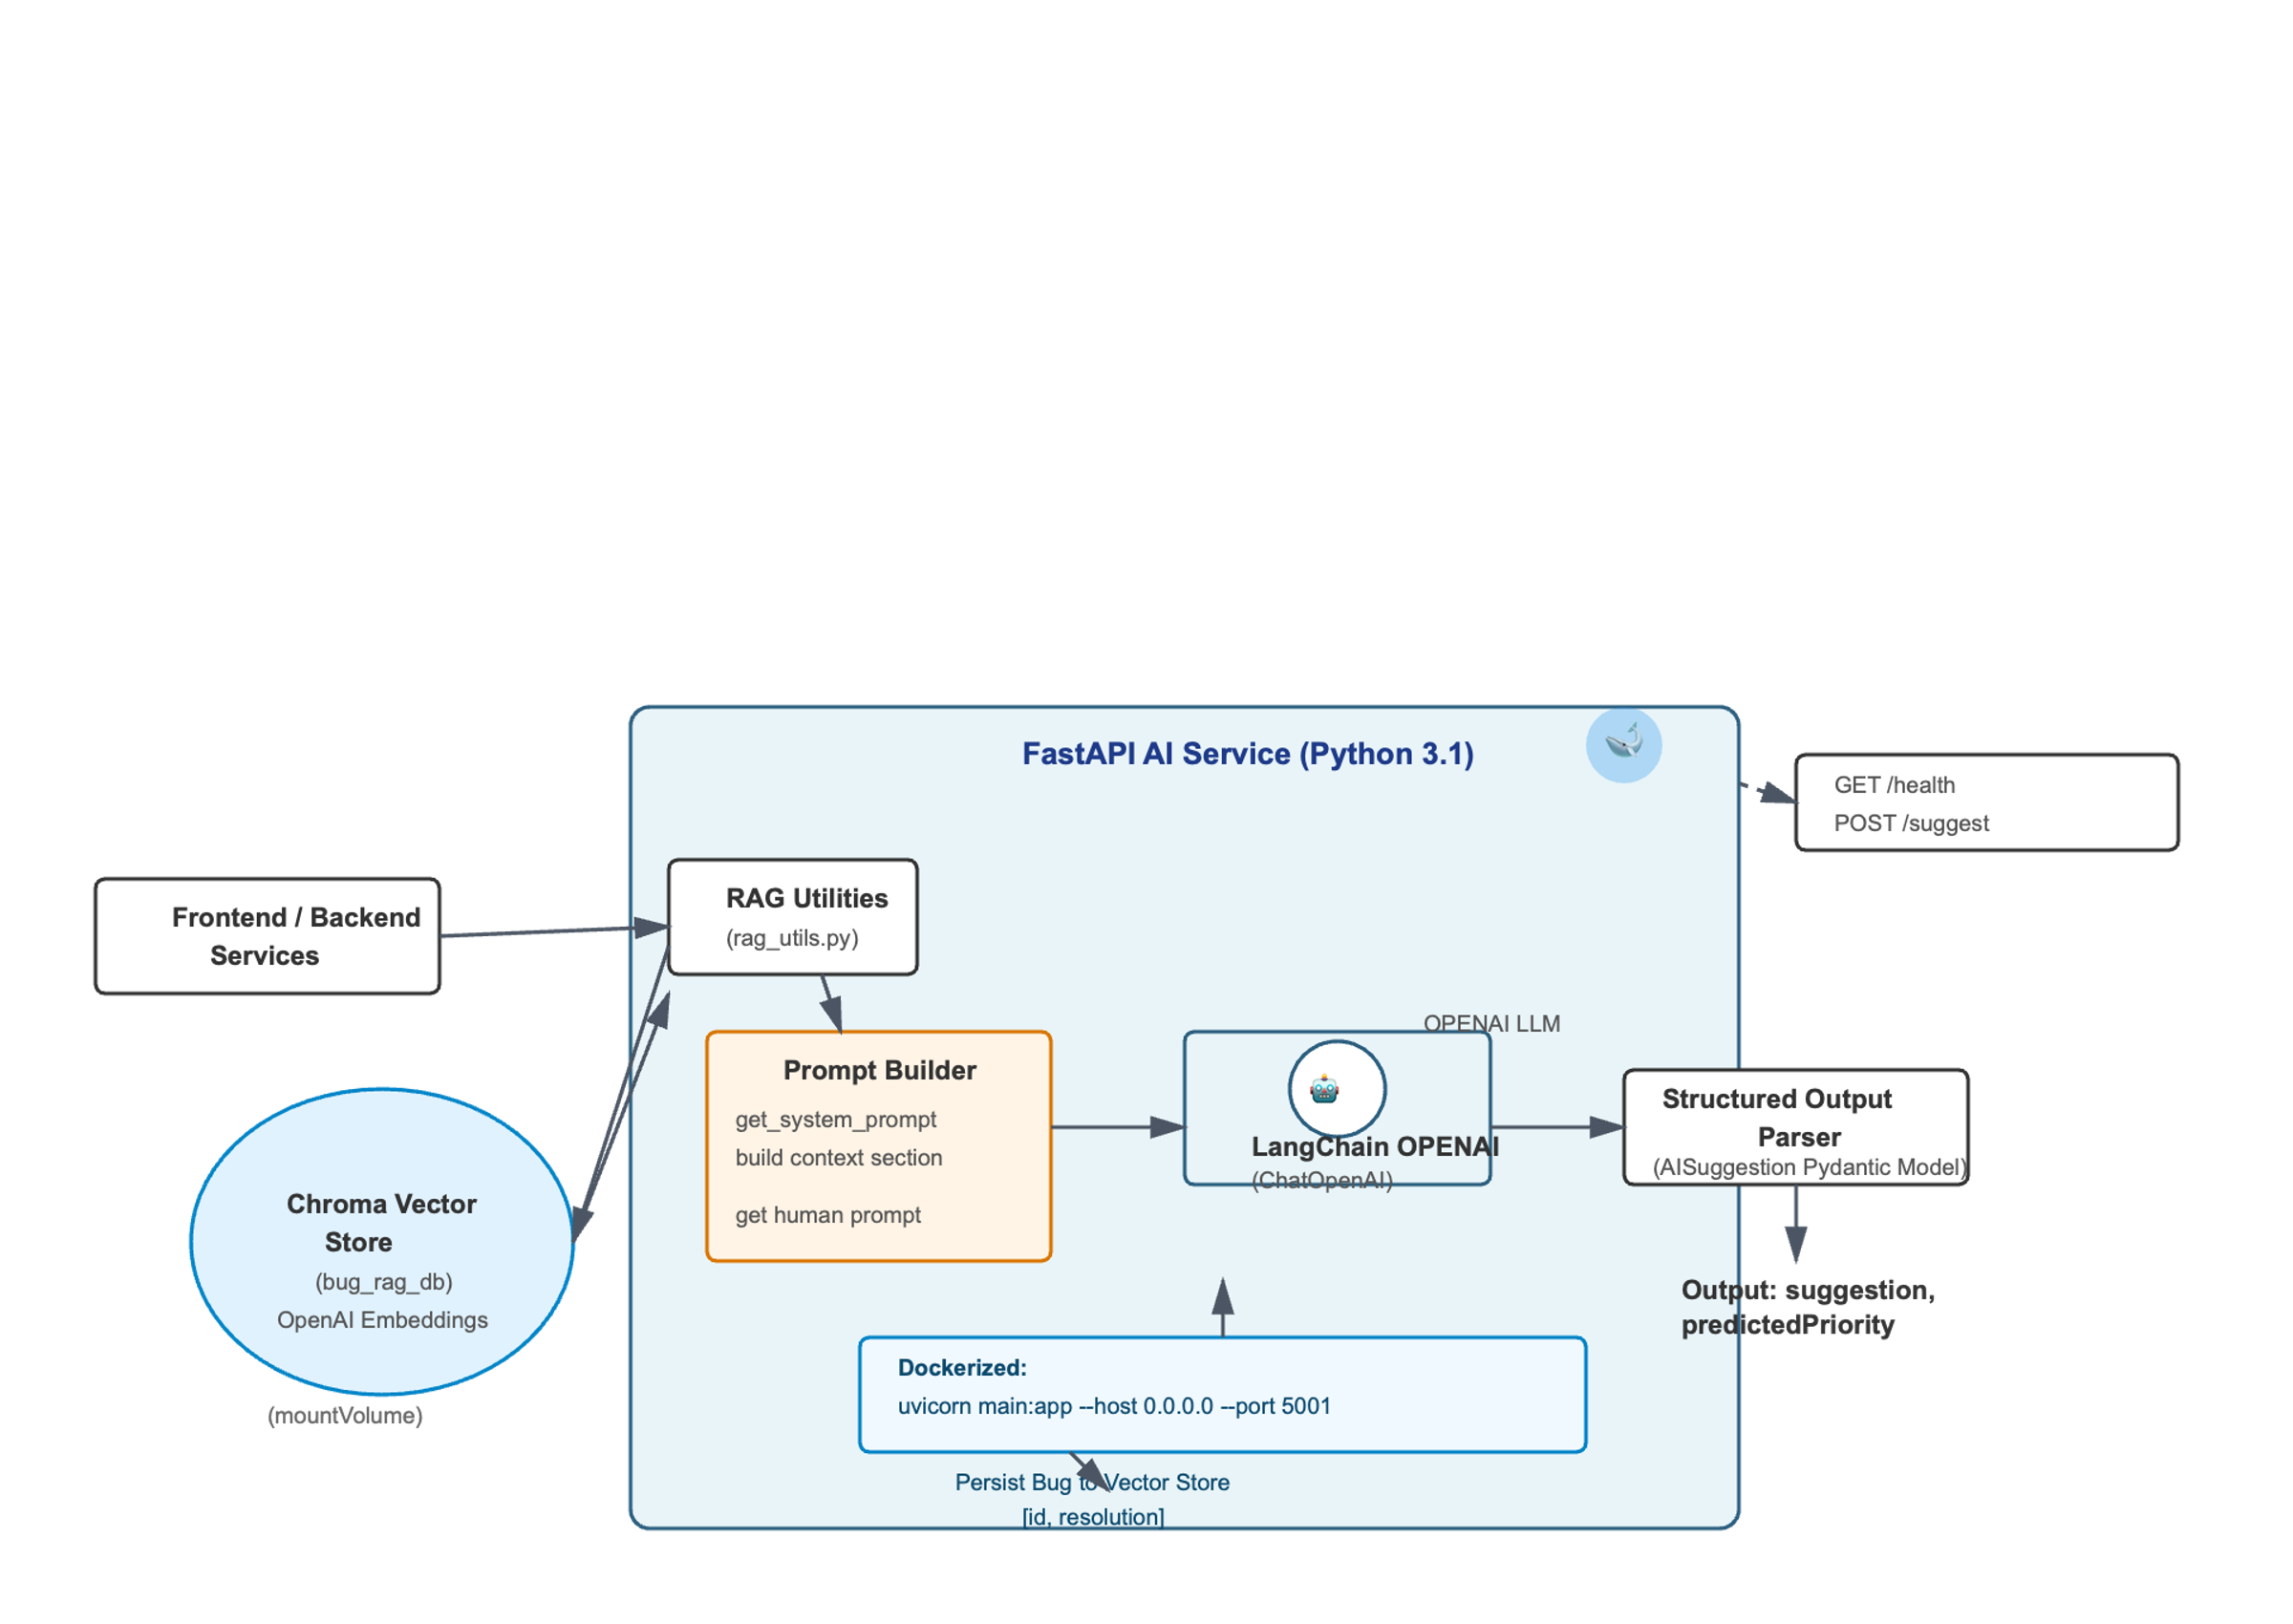 FastAPI AI Service (Python 3.1)
GET /health
POST /suggest
Frontend / Backend
Services
RAG Utilities
(rag_utils.py)
Prompt Builder
get_system_prompt
build context section
get human prompt
OPENAI LLM
LangChain OPENAI
(ChatOpenAI)
Structured Output
Parser
(AISuggestion Pydantic Model)
Output: suggestion,
predictedPriority
Chroma Vector
Store
(bug_rag_db)
OpenAI Embeddings
(mountVolume)
Dockerized:
uvicorn main:app --host 0.0.0.0 --port 5001
Persist Bug to Vector Store
[id, resolution]